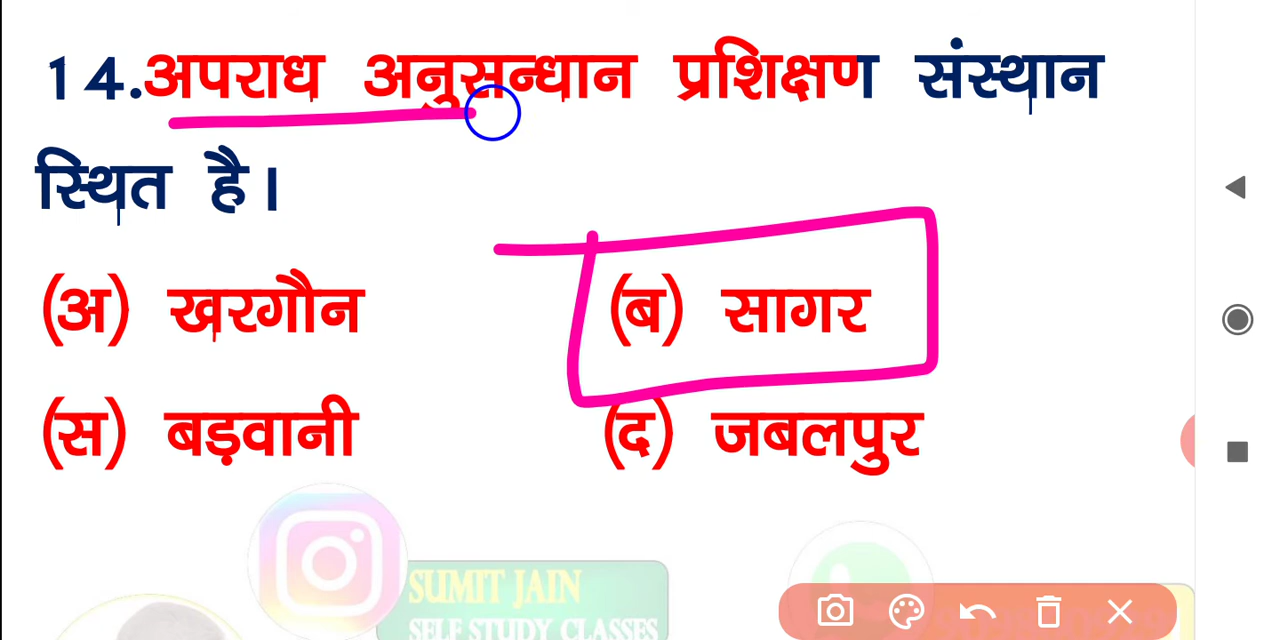 14.अपराध अनुसन्धान प्रशिक्षण संस्थान
स्थित है।
(अ) खरगौन (ब) सागर
(स) बड़वानी (द) जबलपुर
SUMIT JAIN
SELF STUDY CLASSES